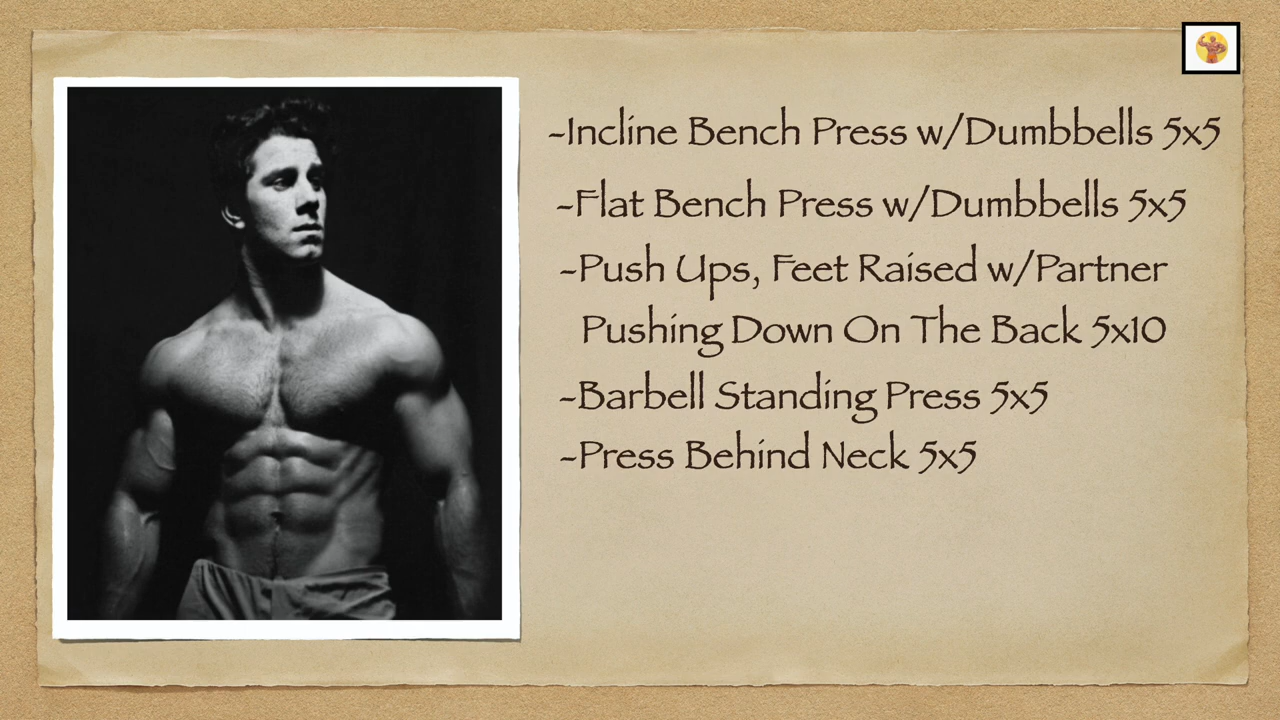 -Incline Bench Press w/Dumbbells 5x5
-Flat Bench Press w/Dumbbells 5x5
-Push Ups, Feet Raised w/Partner
Pushing Down On The Back 5x10
-Barbell Standing Press 5x5
-Press Behind Neck 5x5